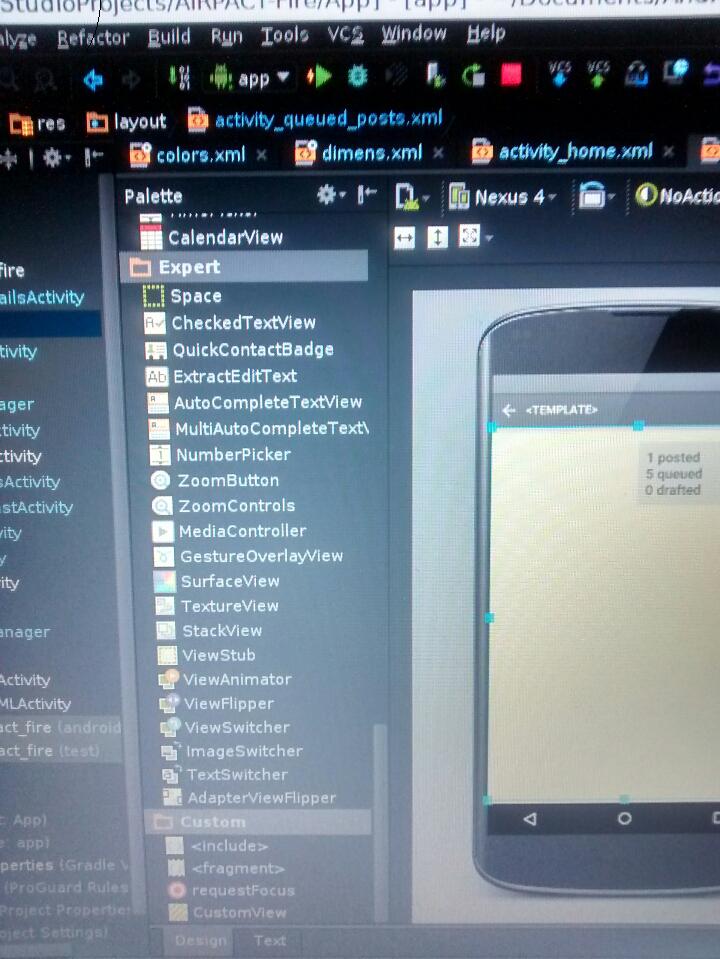 StudioProjects/AIRPACT-Fire/App] - [app] -
alyze Refactor Build Run Tools VCS Window Help
app
VCS VCS
res layout activity_queued_posts.xml
colors.xml dimens.xml activity_home.xml
Palette
Nexus 4 NoActio
CalendarView
Expert
fire
Space
ailsActivity
CheckedTextView
tivity
QuickContactBadge
Ab ExtractEditText
ager
AutoCompleteTextView
<TEMPLATE>
ctivity
MultiAutoCompleteText\
ctivity
NumberPicker
1 posted
sActivity
ZoomButton
5 queued
0 drafted
astActivity
ZoomControls
vity
MediaController
y
GestureOverlayView
ity
SurfaceView
TextureView
anager
StackView
ViewStub
Activity
ViewAnimator
MLActivity
ViewFlipper
act_fire (android
ViewSwitcher
act_fire (test)
ImageSwitcher
TextSwitcher
AdapterViewFlipper
: App)
Custom
e: app)
<include>
perties (Gradle V
<fragment>
(ProGuard Rules
requestFocus
Project Properties
CustomView
oject Settings)
Design Text